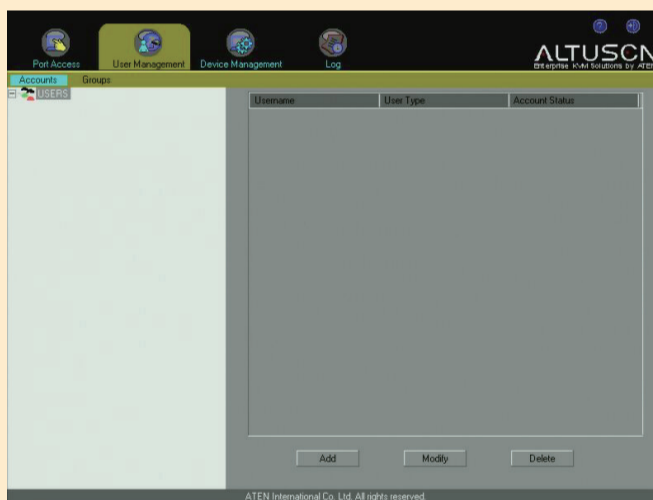 Port Access
User Management
Device Management
Log
ALTUSCN
Enterprise KVM Solutions by ATEN
Accounts
Groups
USERS
Username
User Type
Account Status
Add
Modify
Delete
ATEN International Co. Ltd. All rights reserved.